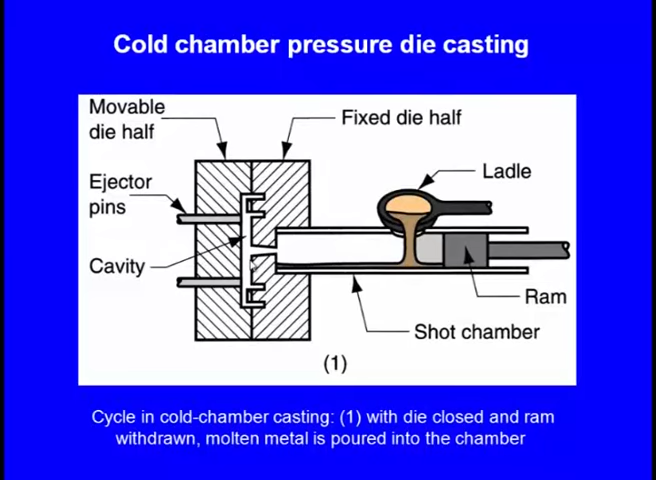 Cold chamber pressure die casting
Movable
die half
Fixed die half
Ladle
Ejector
pins
Cavity
Ram
Shot chamber
(1)
Cycle in cold-chamber casting: (1) with die closed and ram
withdrawn, molten metal is poured into the chamber